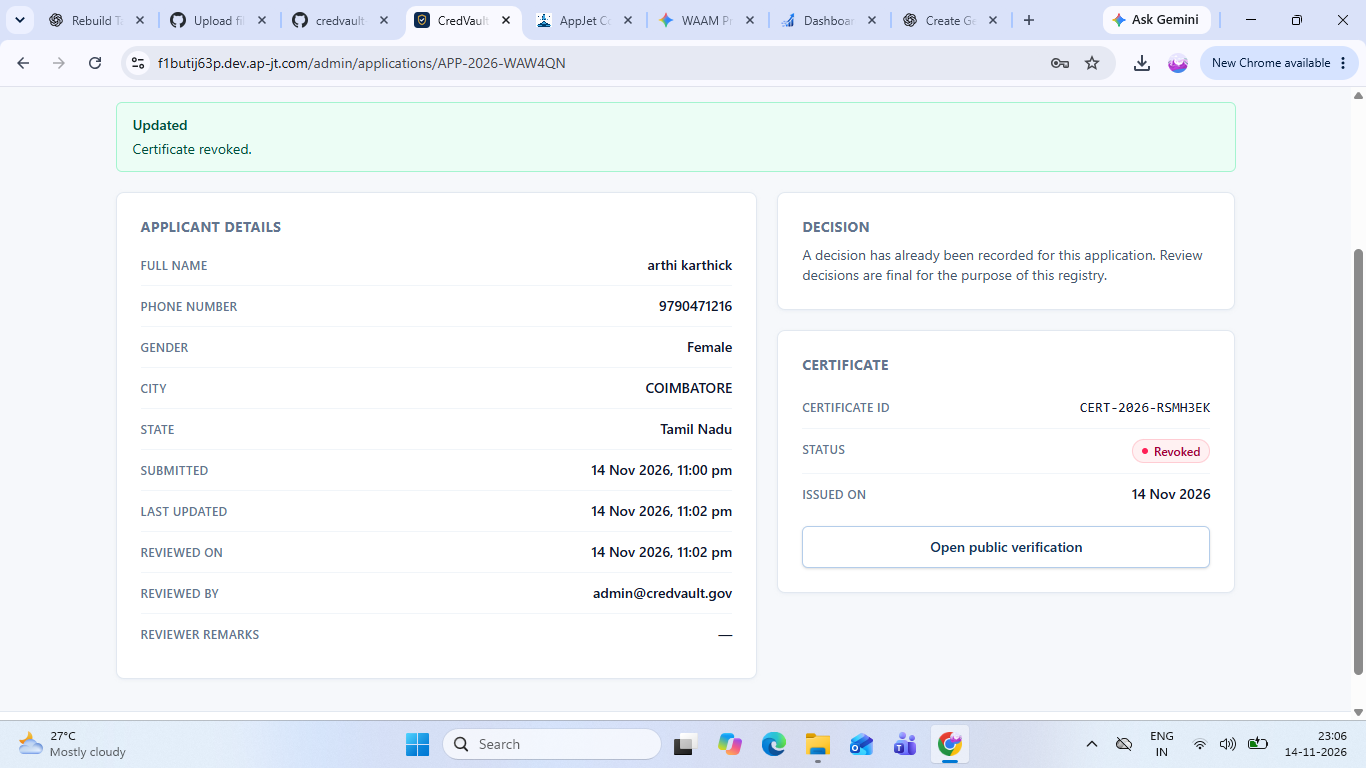 Rebuild Ta
Upload fil
credvault
CredVault
AppJet Co
WAAM Pr
Dashboa
Create Ge
Ask Gemini
f1butij63p.dev.ap-jt.com/admin/applications/APP-2026-WAW4QN
New Chrome available
Updated
Certificate revoked.
APPLICANT DETAILS
FULL NAME arthi karthick
PHONE NUMBER 9790471216
GENDER Female
CITY COIMBATORE
STATE Tamil Nadu
SUBMITTED 14 Nov 2026, 11:00 pm
LAST UPDATED 14 Nov 2026, 11:02 pm
REVIEWED ON 14 Nov 2026, 11:02 pm
REVIEWED BY admin@credvault.gov
REVIEWER REMARKS —
DECISION
A decision has already been recorded for this application. Review
decisions are final for the purpose of this registry.
CERTIFICATE
CERTIFICATE ID CERT-2026-RSMH3EK
STATUS Revoked
ISSUED ON 14 Nov 2026
Open public verification
27°C
Mostly cloudy
Search
ENG
IN
23:06
14-11-2026